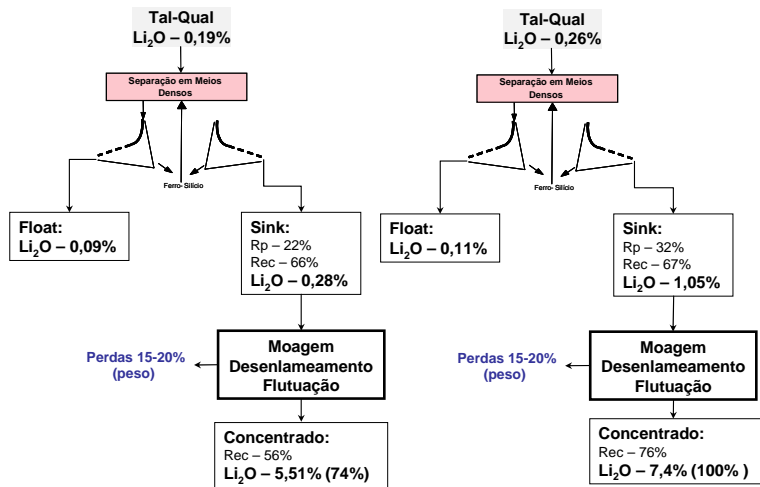 Tal-Qual
Li₂O – 0,19%
Separação em Meios
Densos
Ferro- Silício
Float:
Li₂O – 0,09%
Sink:
Rp – 22%
Rec – 66%
Li₂O – 0,28%
Perdas 15-20%
(peso)
Moagem
Desenlameamento
Flutuação
Concentrado:
Rec – 56%
Li₂O – 5,51% (74%)
Tal-Qual
Li₂O – 0,26%
Separação em Meios
Densos
Ferro- Silício
Float:
Li₂O – 0,11%
Sink:
Rp – 32%
Rec – 67%
Li₂O – 1,05%
Perdas 15-20%
(peso)
Moagem
Desenlameamento
Flutuação
Concentrado:
Rec – 76%
Li₂O – 7,4% (100% )